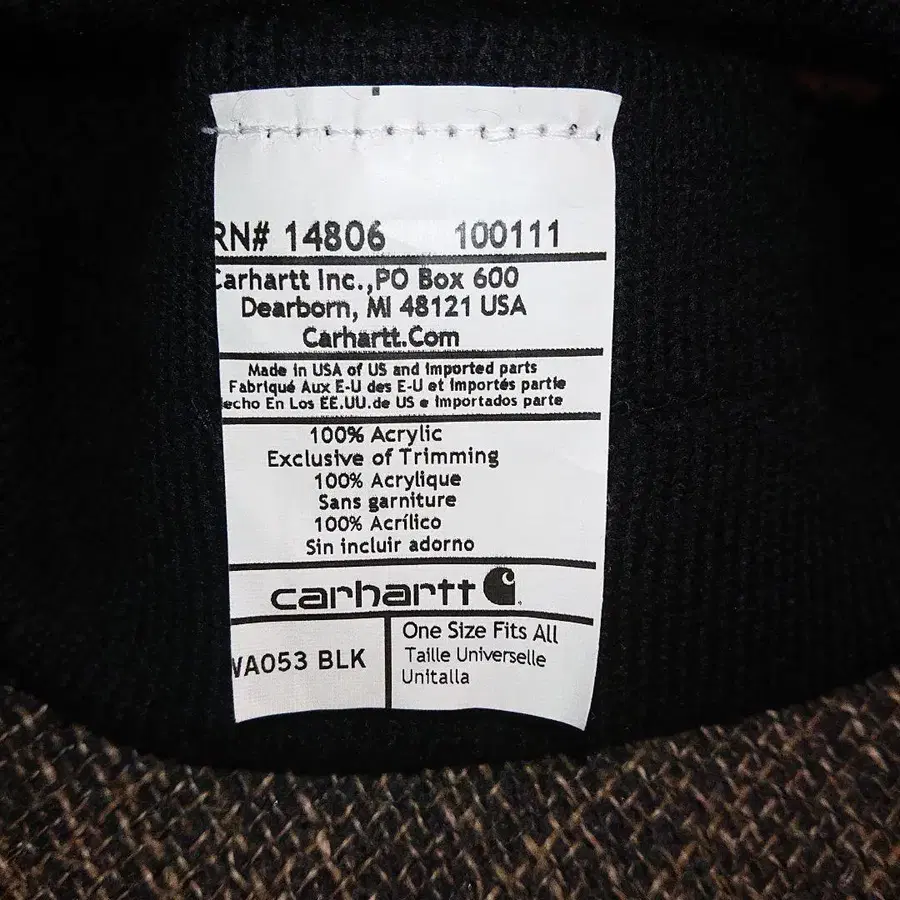 RN# 14806 100111
Carhartt Inc.,PO Box 600
Dearborn, MI 48121 USA
Carhartt.Com
Made in USA of US and Imported parts
Fabriqué Aux E-U des E-U et Importés partie
echo En Los EE.UU.de US e Importados parte
100% Acrylic
Exclusive of Trimming
100% Acrylique
Sans garniture
100% Acrílico
Sin incluir adorno
carhartt
WA053 BLK
One Size Fits All
Taille Universelle
Unitalla